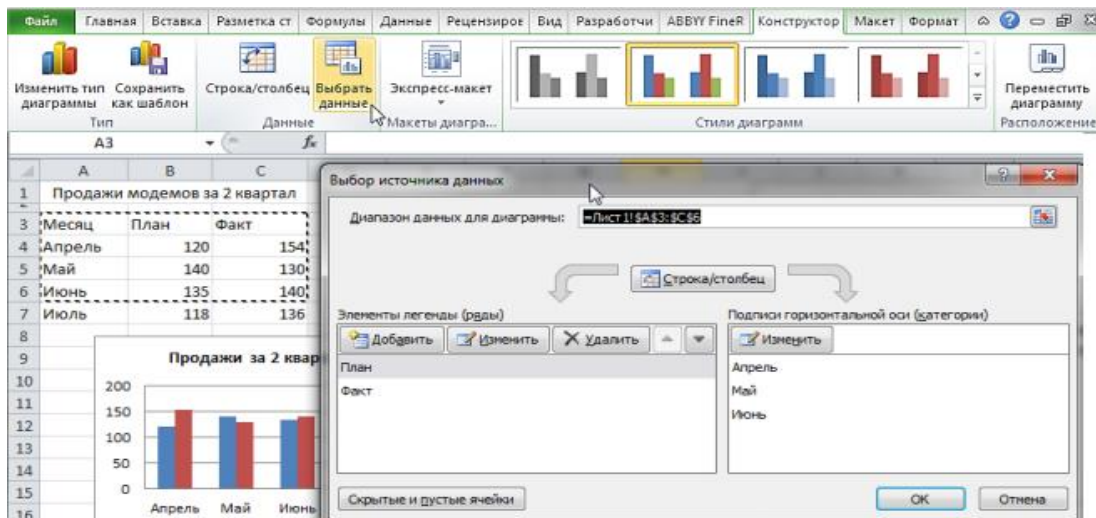 Файл Главная Вставка Разметка ст Формулы Данные Рецензирое Вид Разработчи ABBYY FineR Конструктор Макет Формат
Изменить тип диаграммы
Сохранить как шаблон
Строка/столбец
Выбрать данные
Экспресс-макет
Переместить диаграмму
Тип Данные Макеты диагра... Стили диаграмм Расположение
A3 fx
A B C
1 Продажи модемов за 2 квартал
3 Месяц План Факт
4 Апрель 120 154
5 Май 140 130
6 Июнь 135 140
7 Июль 118 136
8
9 Продажи за 2 квар
10 200
11 150
12 100
13
14 50
15 0
16 Апрель Май Июнь
Выбор источника данных
Диапазон данных для диаграммы: =Лист1!$A$3:$C$6
Строка/столбец
Элементы легенды (ряды) Подписи горизонтальной оси (категории)
Добавить Изменить Удалить Изменить
План Апрель
Факт Май
Июнь
Скрытые и пустые ячейки OK Отмена